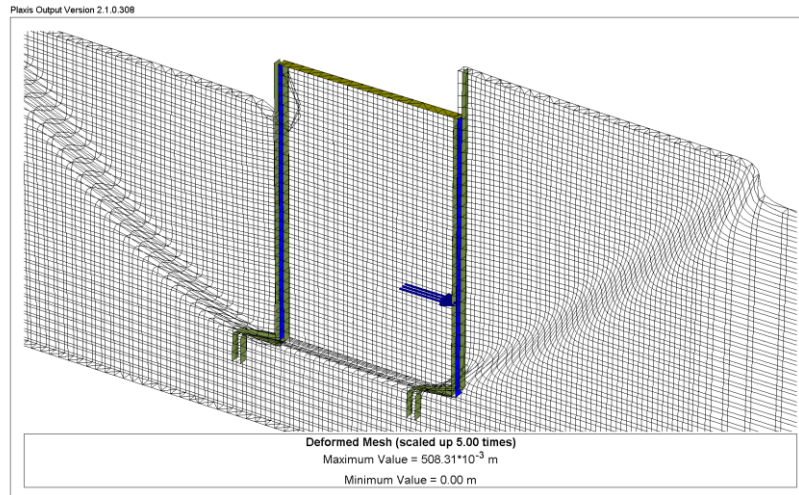 Plaxis Output Version 2.1.0.308
Deformed Mesh (scaled up 5.00 times)
Maximum Value = 508.31*10⁻³ m
Minimum Value = 0.00 m